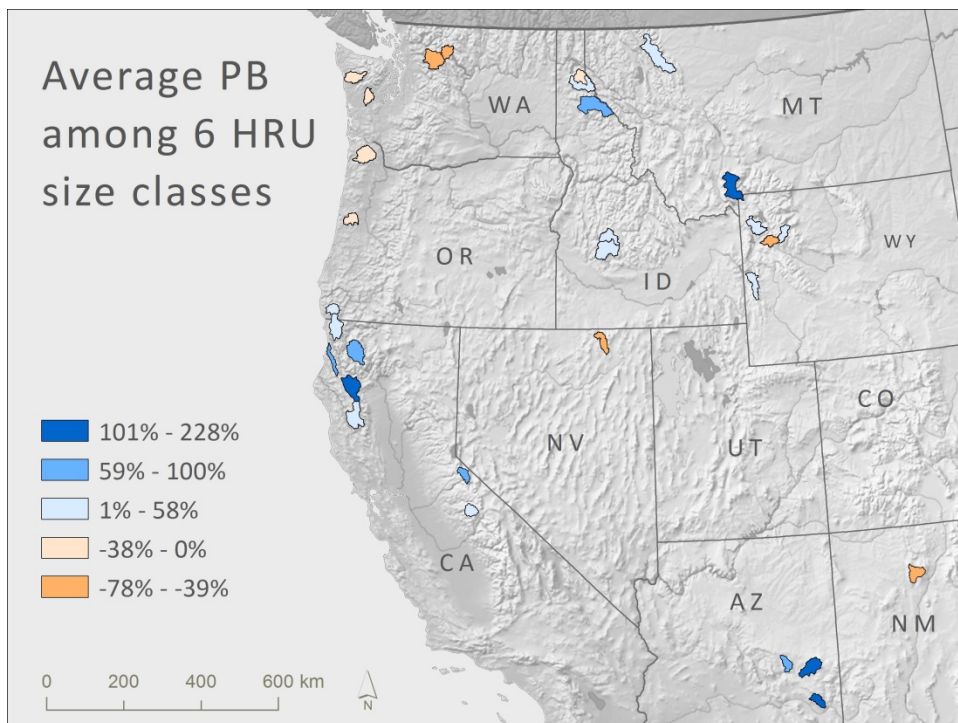 Average PB
among 6 HRU
size classes
WA
MT
OR
ID
WY
NV
UT
CO
CA
AZ
NM
101% - 228%
59% - 100%
1% - 58%
-38% - 0%
-78% - -39%
0 200 400 600 km
N